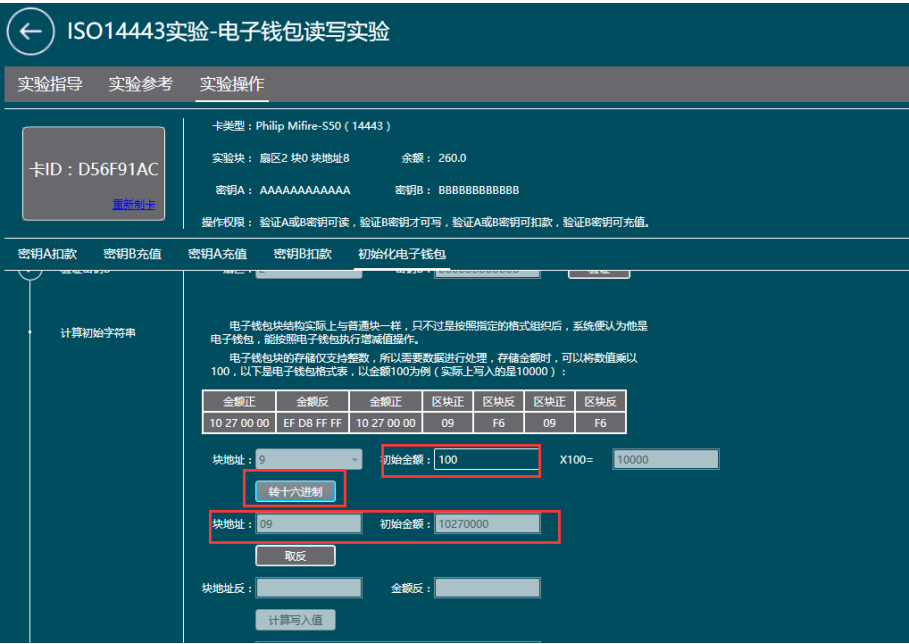 ISO14443实验-电子钱包读写实验
实验指导 实验参考 实验操作
卡类型：Philip Mifire-S50 ( 14443 )
实验块： 扇区2 块0 块地址8 余额： 260.0
卡ID：D56F91AC
密钥A： AAAAAAAAAAAA 密钥B： BBBBBBBBBBBB
重新制卡
操作权限： 验证A或B密钥可读，验证B密钥才可写，验证A或B密钥可扣款，验证B密钥可充值。
密钥A扣款 密钥B充值 密钥A充值 密钥B扣款 初始化电子钱包
计算初始字符串
电子钱包块结构实际上与普通块一样，只不过是按照指定的格式组织后，系统便认为他是
电子钱包，能按照电子钱包执行增减值操作。
电子钱包块的存储仅支持整数，所以需要数据进行处理，存储金额时，可以将数值乘以
100，以下是电子钱包格式表，以金额100为例（实际上写入的是10000）：
金额正 金额反 金额正 区块正 区块反 区块正 区块反
10 27 00 00 EF D8 FF FF 10 27 00 00 09 F6 09 F6
块地址：9 初始金额：100 X100= 10000
转十六进制
块地址：09 初始金额：10270000
取反
块地址反： 金额反：
计算写入值